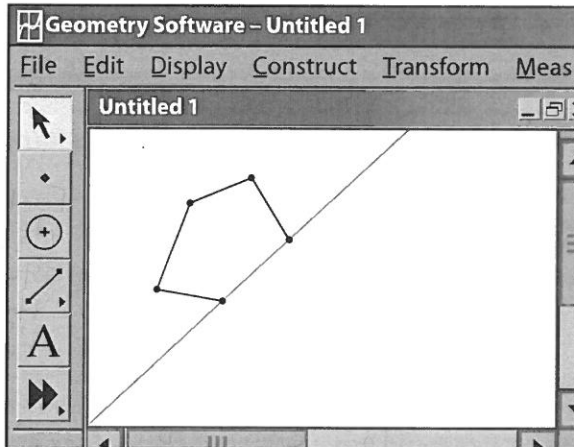 Geometry Software – Untitled 1
File Edit Display Construct Transform Meas
Untitled 1
A